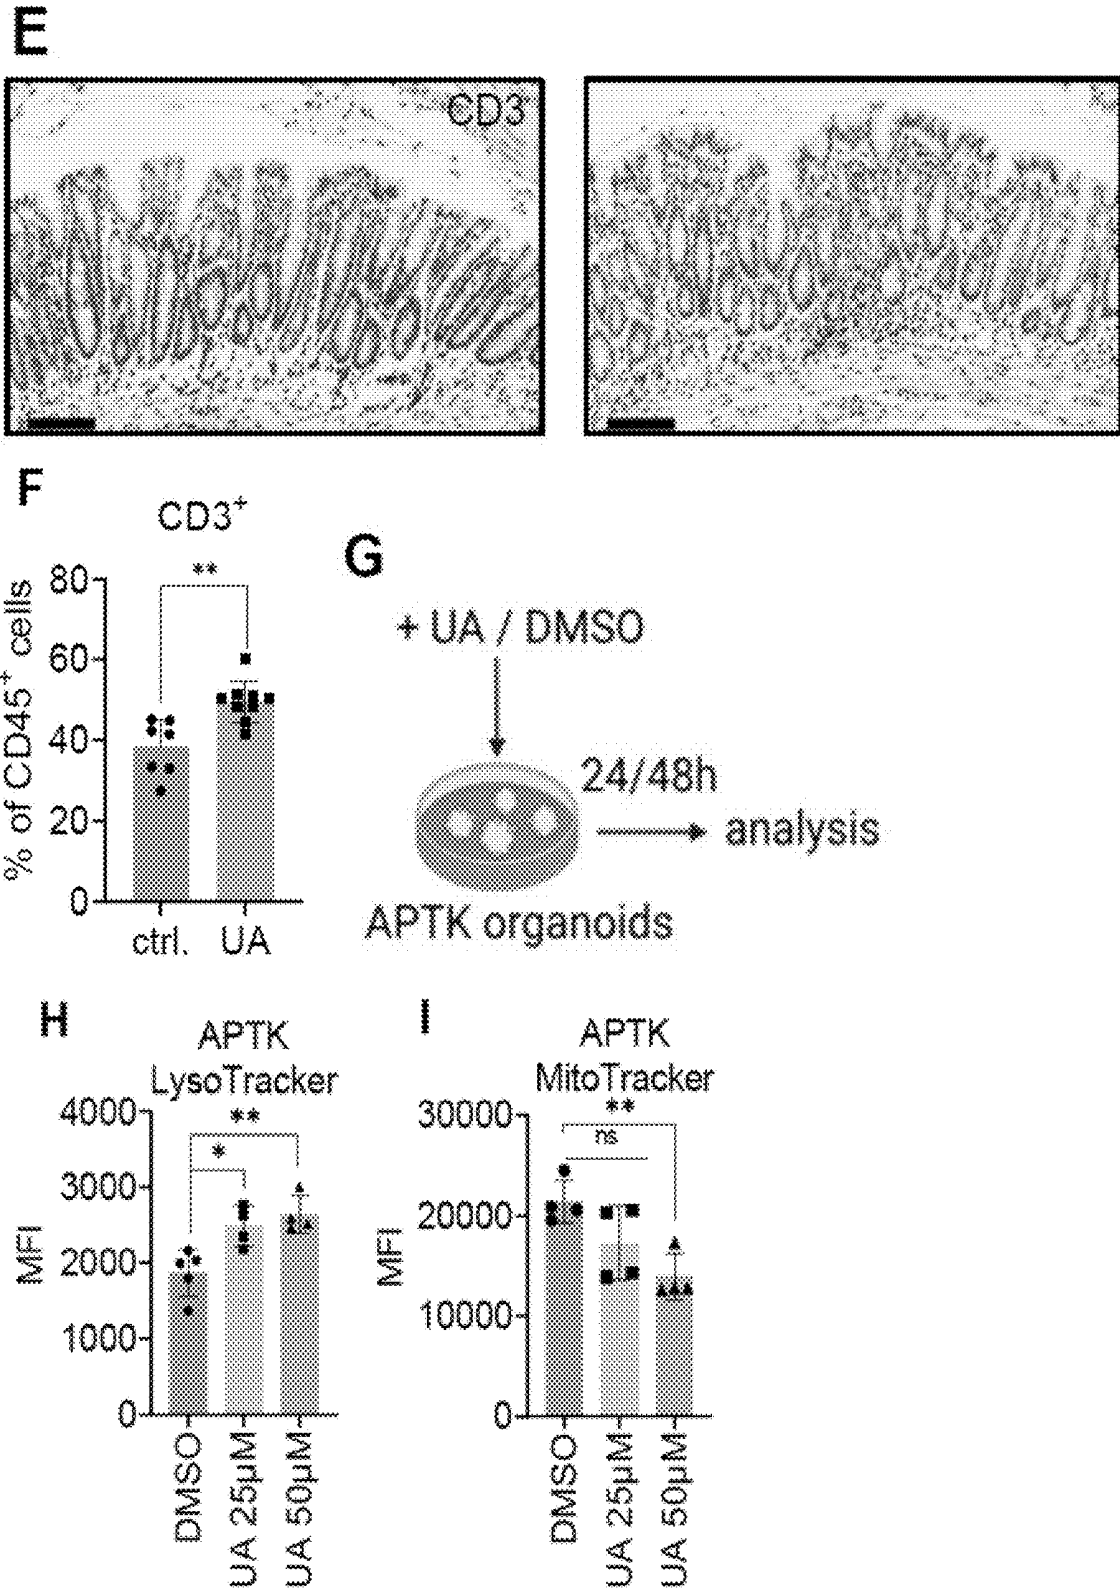 E
CD3
F
CD3+
**
% of CD45+ cells
80
60
40
20
0
ctrl.
UA
G
+ UA / DMSO
24/48h
analysis
APTK organoids
H
APTK
LysoTracker
**
*
MFI
4000
3000
2000
1000
0
DMSO
UA 25µM
UA 50µM
I
APTK
MitoTracker
**
ns
MFI
30000
20000
10000
0
DMSO
UA 25µM
UA 50µM